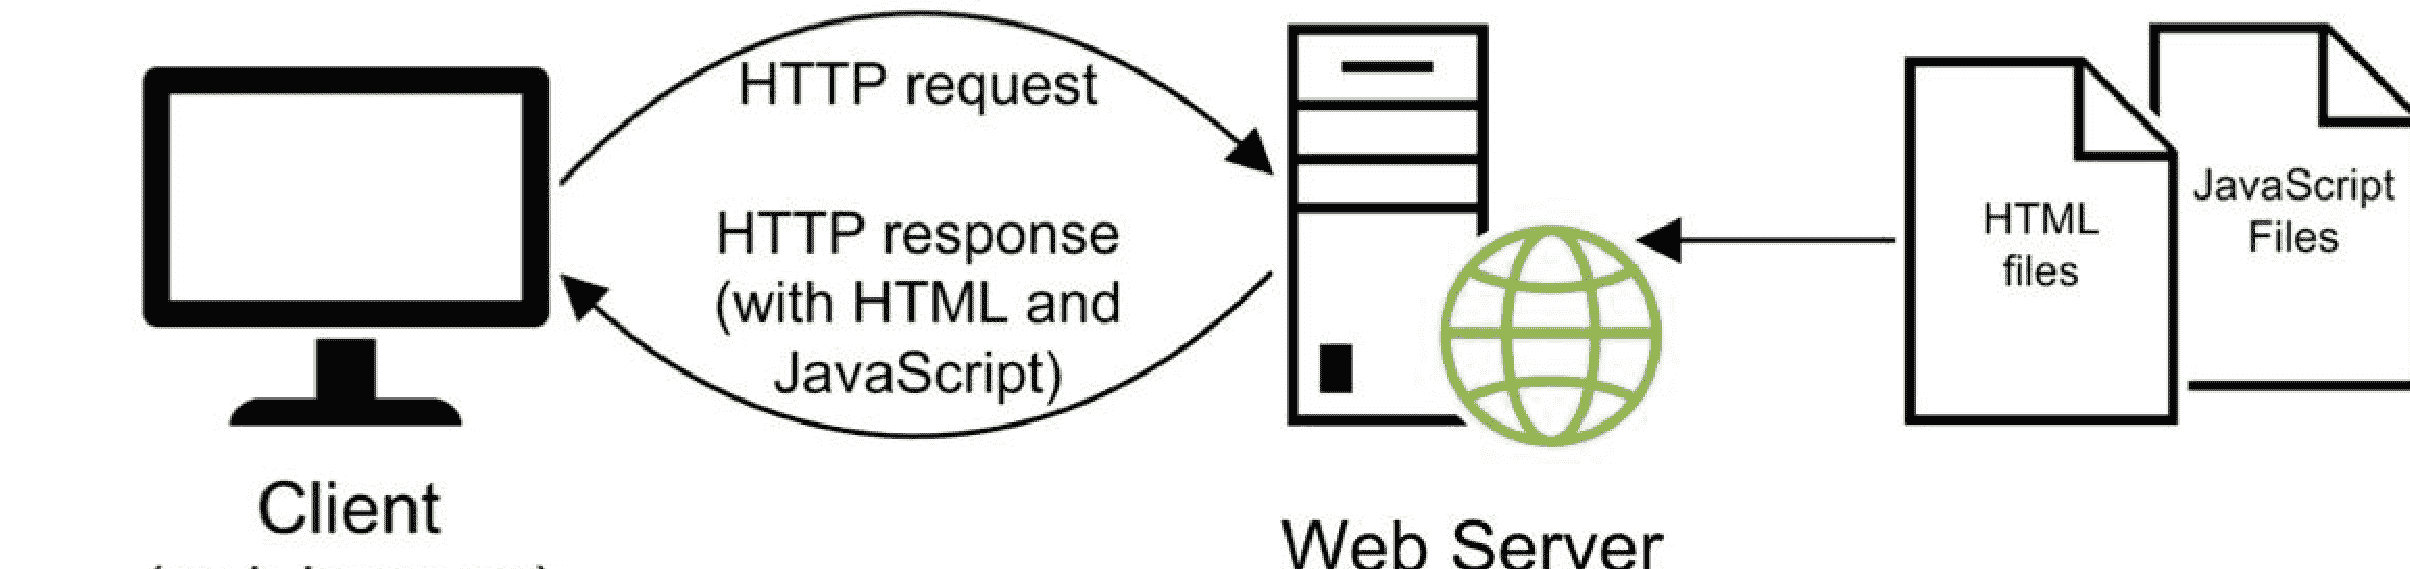 HTTP request
HTTP response
(with HTML and
JavaScript)
HTML
files
JavaScript
Files
Client
Web Server